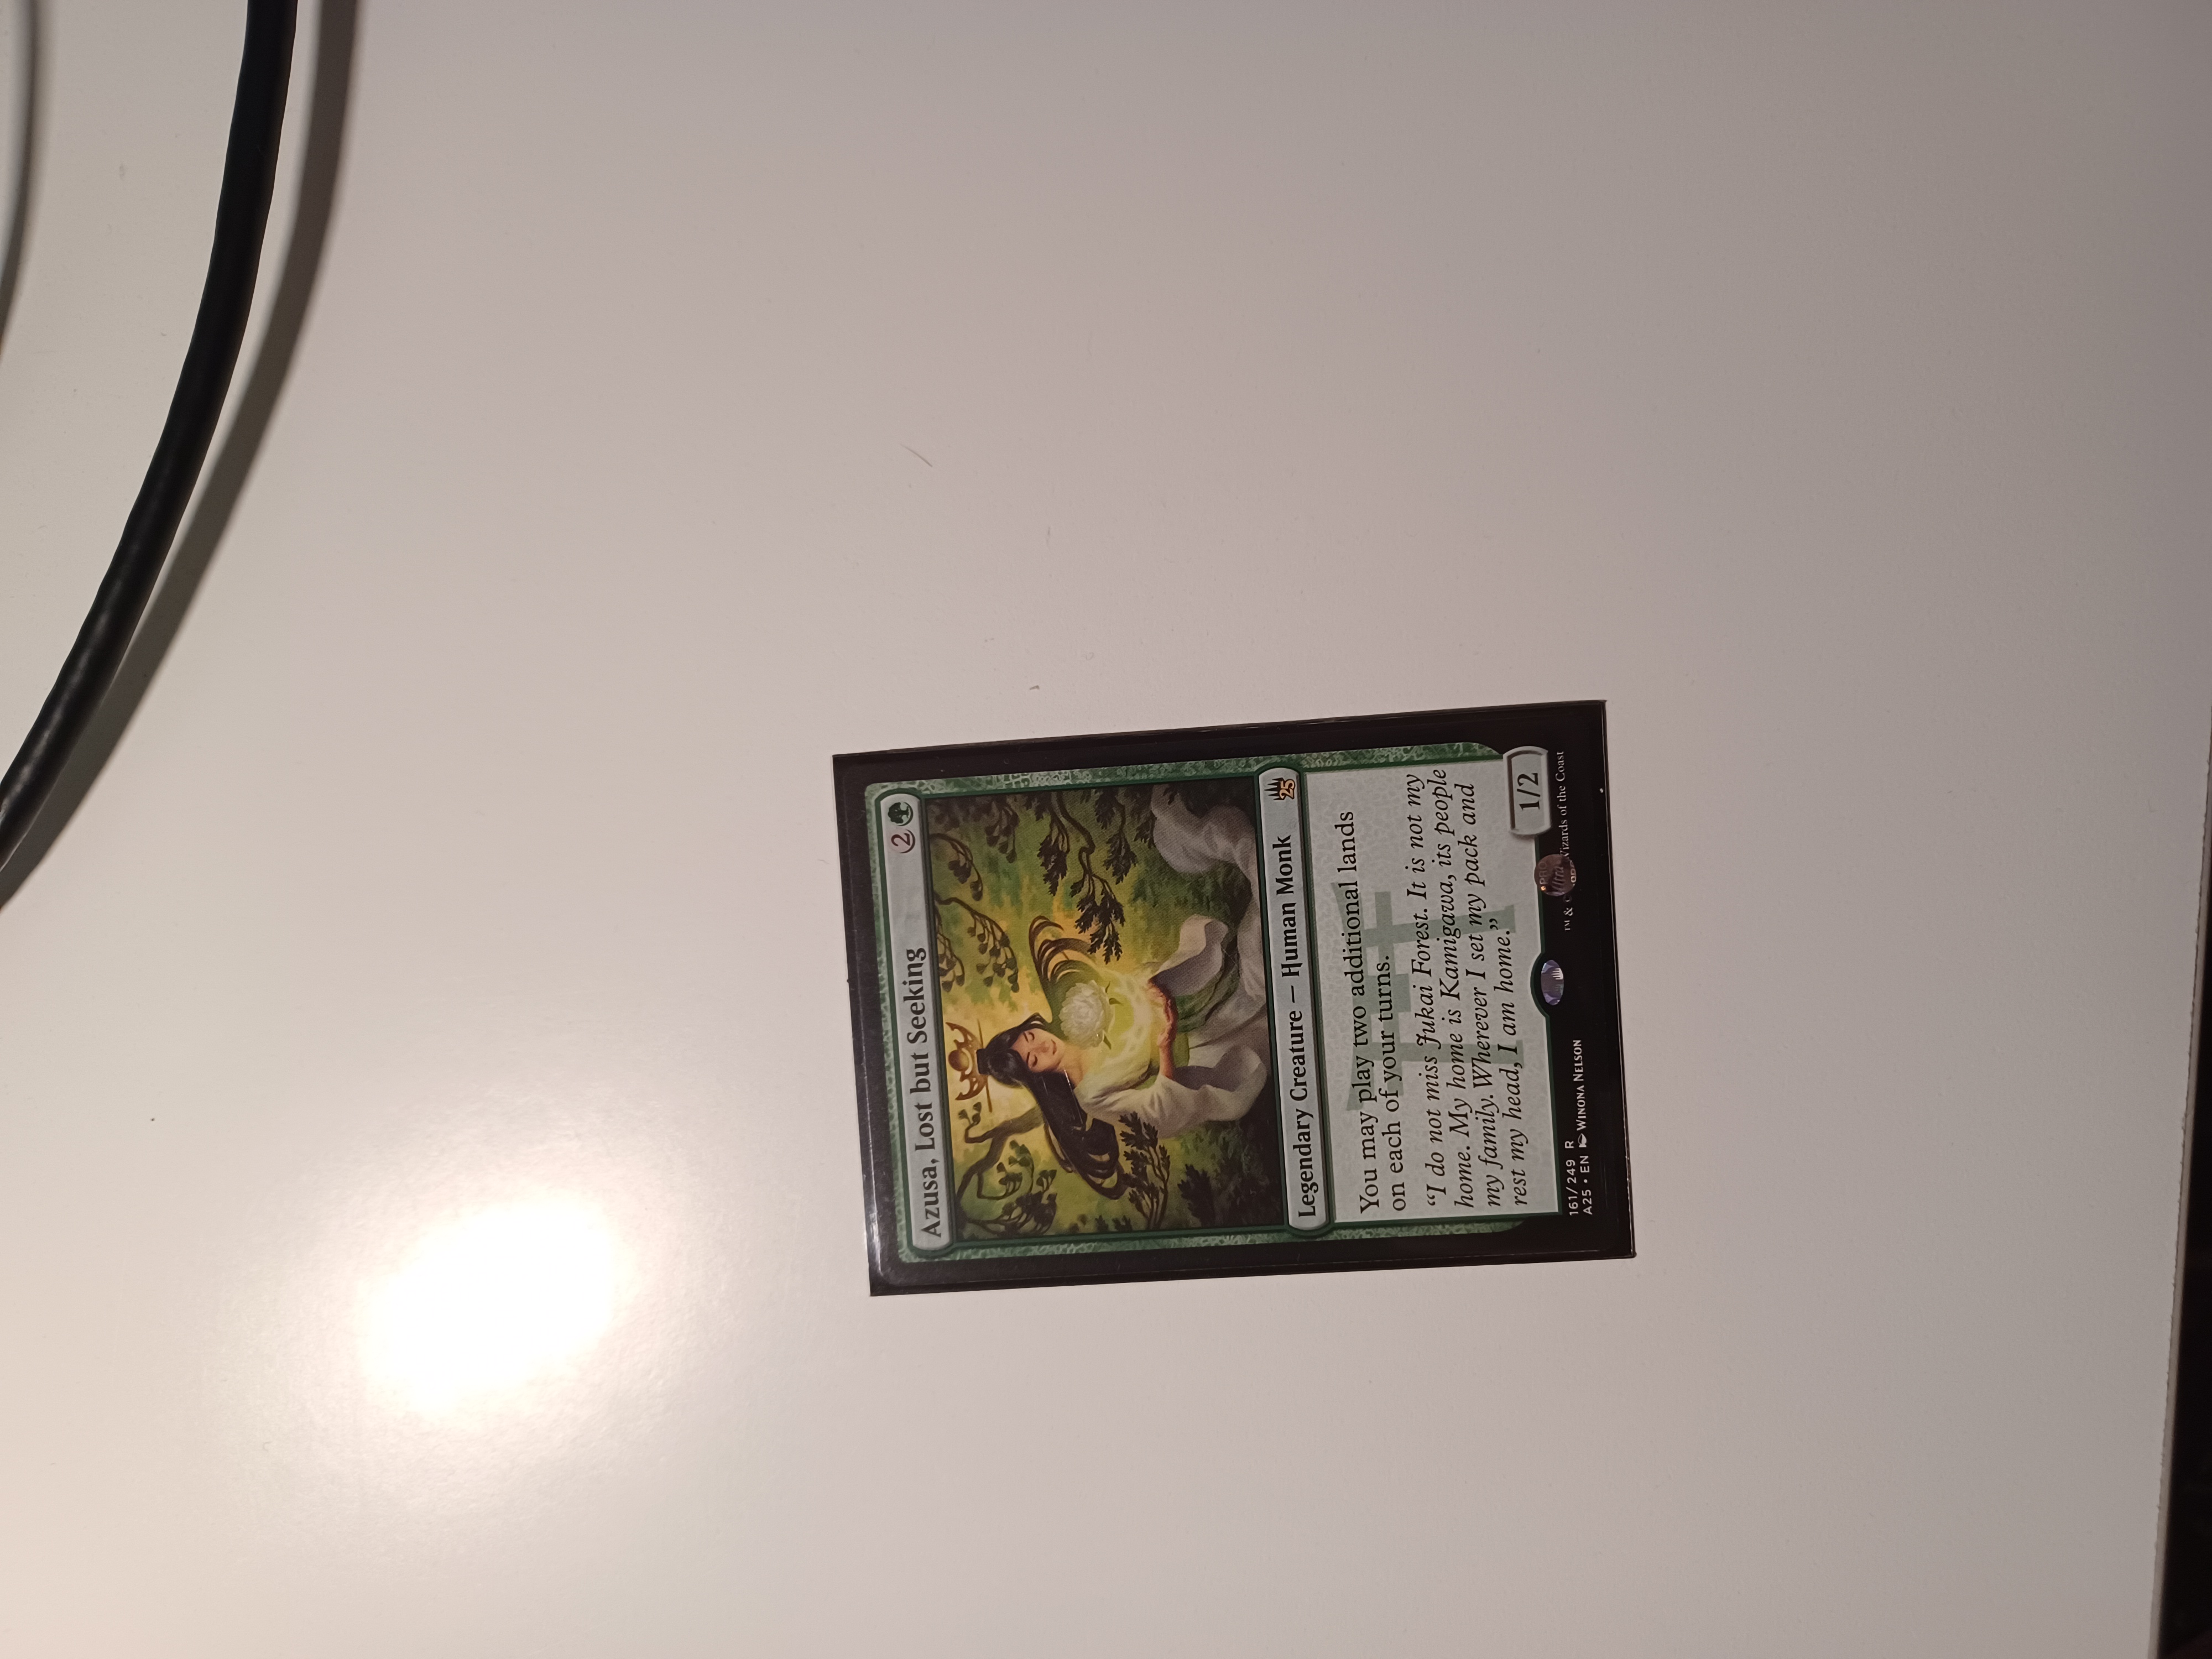 Azusa, Lost but Seeking 2
Legendary Creature — Human Monk 25
You may play two additional lands
on each of your turns.
“I do not miss Jukai Forest. It is not my
home. My home is Kamigawa, its people
my family. Wherever I set my pack and
rest my head, I am home.”
1/2
161/249 R
A25 • EN Winona Nelson
™ & Wizards of the Coast